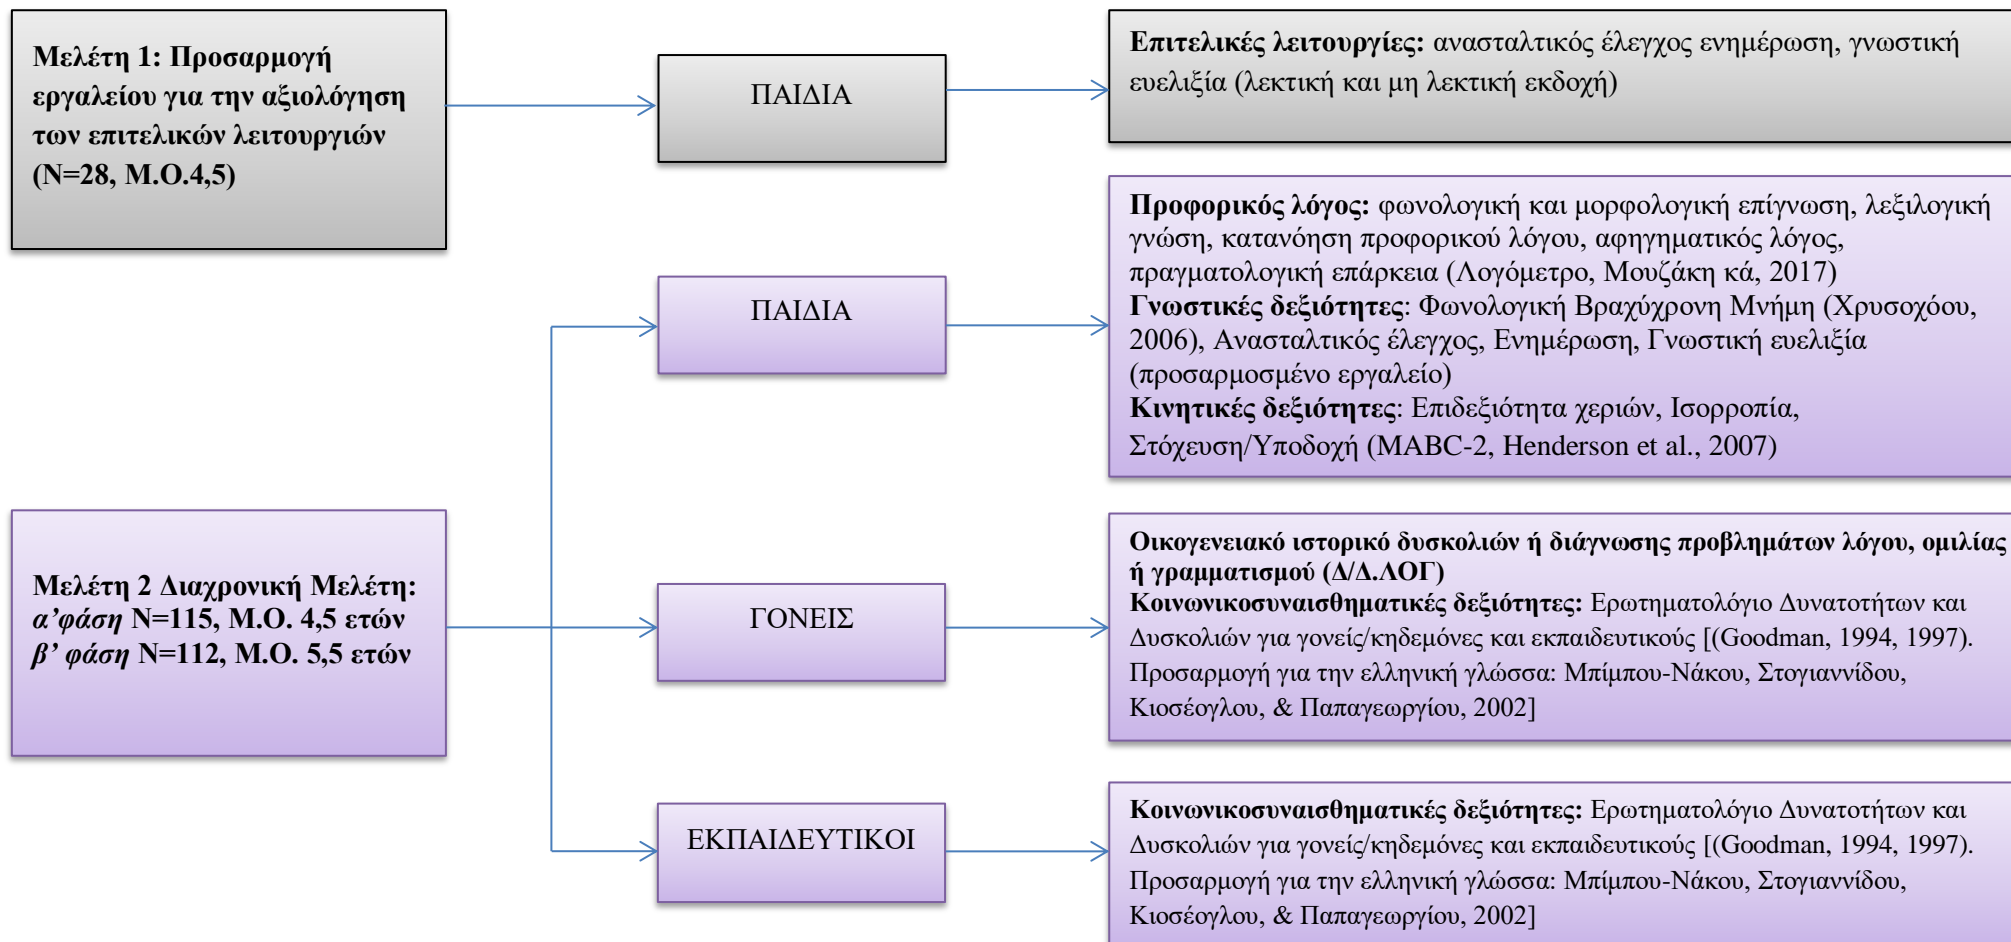 Μελέτη 1: Προσαρμογή
εργαλείου για την αξιολόγηση
των επιτελικών λειτουργιών
(Ν=28, Μ.Ο.4,5)
ΠΑΙΔΙΑ
Επιτελικές λειτουργίες: ανασταλτικός έλεγχος ενημέρωση, γνωστική
ευελιξία (λεκτική και μη λεκτική εκδοχή)
Μελέτη 2 Διαχρονική Μελέτη:
α’φάση Ν=115, Μ.Ο. 4,5 ετών
β’ φάση Ν=112, Μ.Ο. 5,5 ετών
ΠΑΙΔΙΑ
Προφορικός λόγος: φωνολογική και μορφολογική επίγνωση, λεξιλογική
γνώση, κατανόηση προφορικού λόγου, αφηγηματικός λόγος,
πραγματολογική επάρκεια (Λογόμετρο, Μουζάκη κά, 2017)
Γνωστικές δεξιότητες: Φωνολογική Βραχύχρονη Μνήμη (Χρυσοχόου,
2006), Ανασταλτικός έλεγχος, Ενημέρωση, Γνωστική ευελιξία
(προσαρμοσμένο εργαλείο)
Κινητικές δεξιότητες: Επιδεξιότητα χεριών, Ισορροπία,
Στόχευση/Υποδοχή (MABC-2, Henderson et al., 2007)
ΓΟΝΕΙΣ
Οικογενειακό ιστορικό δυσκολιών ή διάγνωσης προβλημάτων λόγου, ομιλίας
ή γραμματισμού (Δ/Δ.ΛΟΓ)
Κοινωνικοσυναισθηματικές δεξιότητες: Ερωτηματολόγιο Δυνατοτήτων και
Δυσκολιών για γονείς/κηδεμόνες και εκπαιδευτικούς [(Goodman, 1994, 1997).
Προσαρμογή για την ελληνική γλώσσα: Μπίμπου-Νάκου, Στογιαννίδου,
Κιοσέογλου, & Παπαγεωργίου, 2002]
ΕΚΠΑΙΔΕΥΤΙΚΟΙ
Κοινωνικοσυναισθηματικές δεξιότητες: Ερωτηματολόγιο Δυνατοτήτων και
Δυσκολιών για γονείς/κηδεμόνες και εκπαιδευτικούς [(Goodman, 1994, 1997).
Προσαρμογή για την ελληνική γλώσσα: Μπίμπου-Νάκου, Στογιαννίδου,
Κιοσέογλου, & Παπαγεωργίου, 2002]